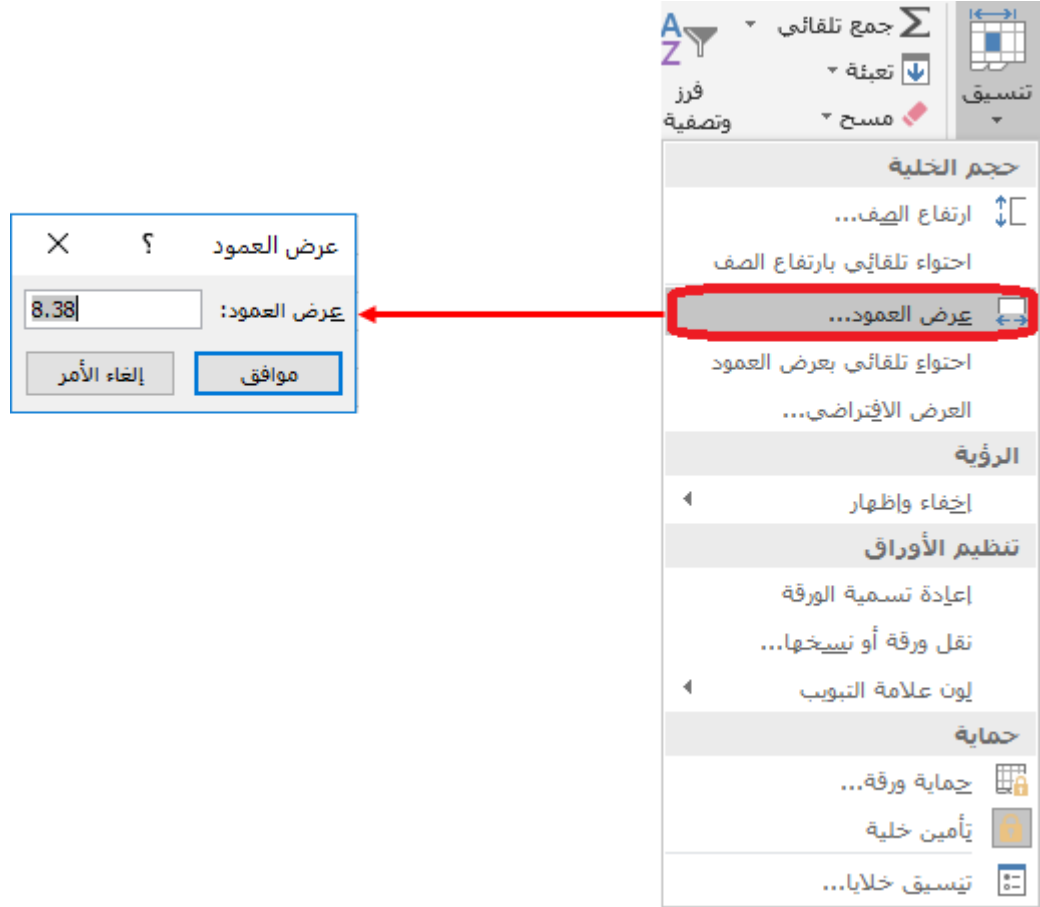 تنسيق
جمع تلقائي
تعبئة
مسح
A
Z
فرز
وتصفية
حجم الخلية
ارتفاع الصف...
احتواء تلقائي بارتفاع الصف
عرض العمود...
احتواء تلقائي بعرض العمود
العرض الافتراضي...
الرؤية
إخفاء وإظهار
تنظيم الأوراق
إعادة تسمية الورقة
نقل ورقة أو نسخها...
لون علامة التبويب
حماية
حماية ورقة...
تأمين خلية
تنسيق خلايا...
عرض العمود ؟
عرض العمود: 8.38
موافق إلغاء الأمر